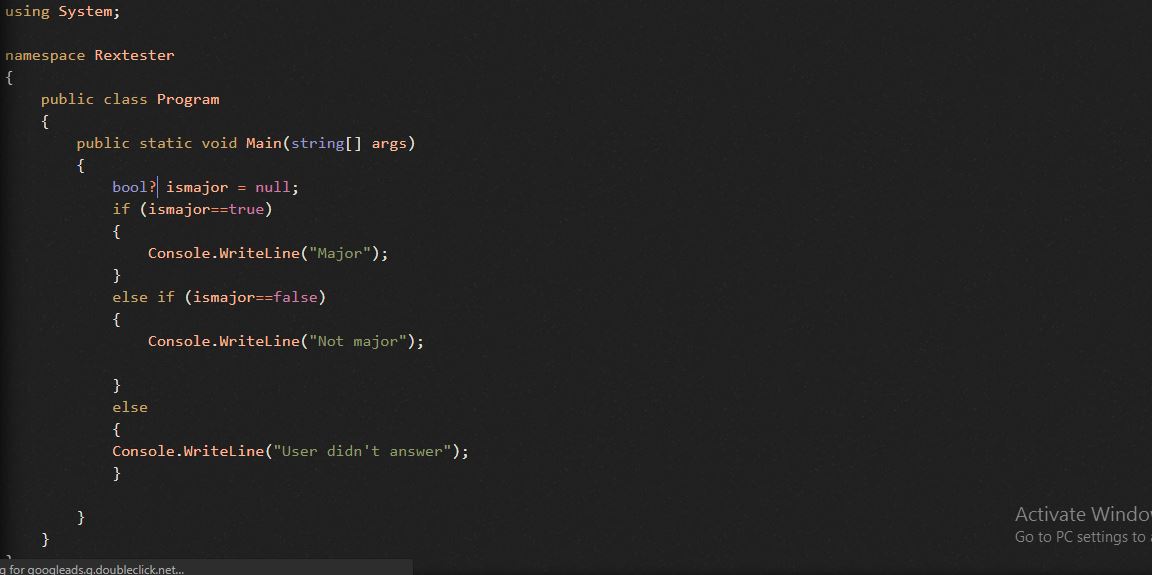 using System;
namespace Rextester
{
public class Program
{
public static void Main(string[] args)
{
bool? ismajor = null;
if (ismajor==true)
{
Console.WriteLine("Major");
}
else if (ismajor==false)
{
Console.WriteLine("Not major");
}
else
{
Console.WriteLine("User didn't answer");
}
}
}
Activate Windo
Go to PC settings to
g for googleads.g.doubleclick.net...